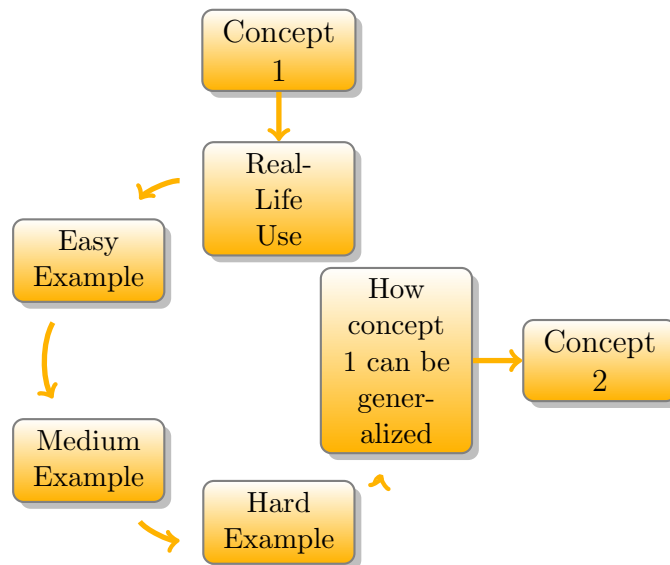 Concept
1
Real-
Life
Use
Easy
Example
Medium
Example
Hard
Example
How
concept
1 can be
gener-
alized
Concept
2